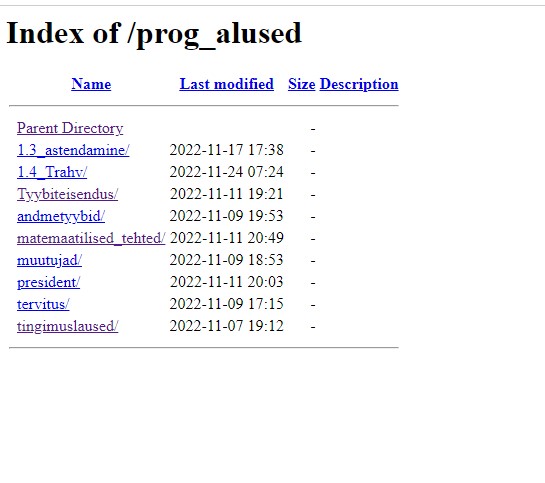 Index of /prog_alused
Name Last modified Size Description
Parent Directory -
1.3_astendamine/ 2022-11-17 17:38 -
1.4_Trahv/ 2022-11-24 07:24 -
Tyybiteisendus/ 2022-11-11 19:21 -
andmetyybid/ 2022-11-09 19:53 -
matemaatilised_tehted/ 2022-11-11 20:49 -
muutujad/ 2022-11-09 18:53 -
president/ 2022-11-11 20:03 -
tervitus/ 2022-11-09 17:15 -
tingimuslaused/ 2022-11-07 19:12 -